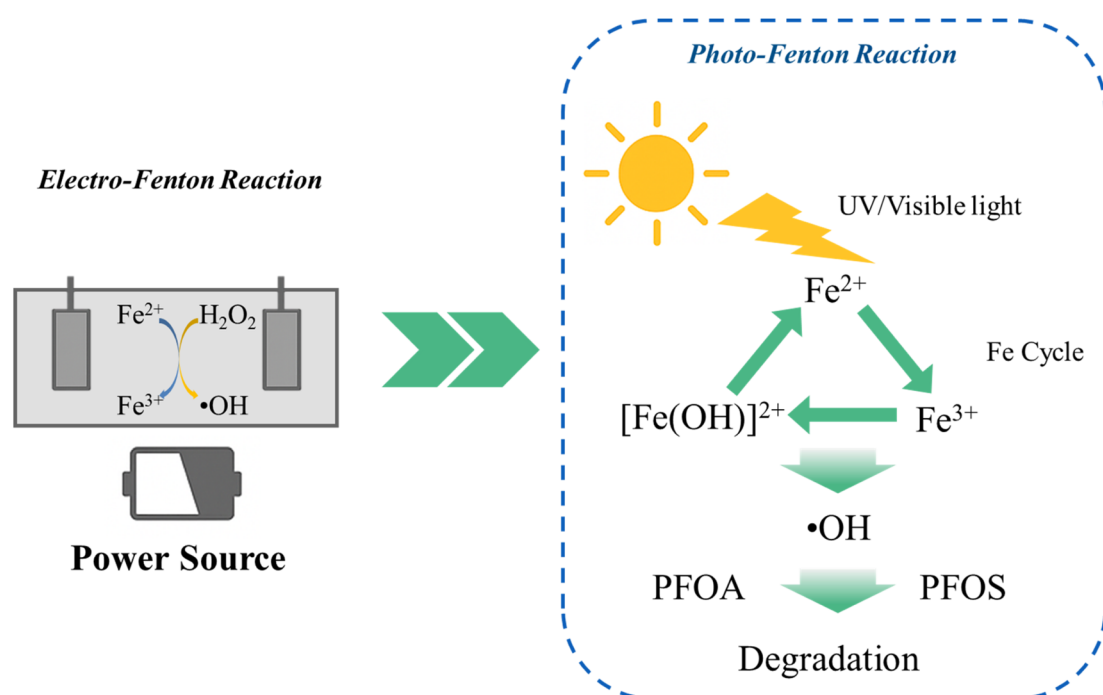 Photo-Fenton Reaction
Electro-Fenton Reaction
UV/Visible light
Fe²⁺
H₂O₂
Fe³⁺
•OH
Fe²⁺
Fe Cycle
[Fe(OH)]²⁺
Fe³⁺
•OH
Power Source
PFOA
PFOS
Degradation